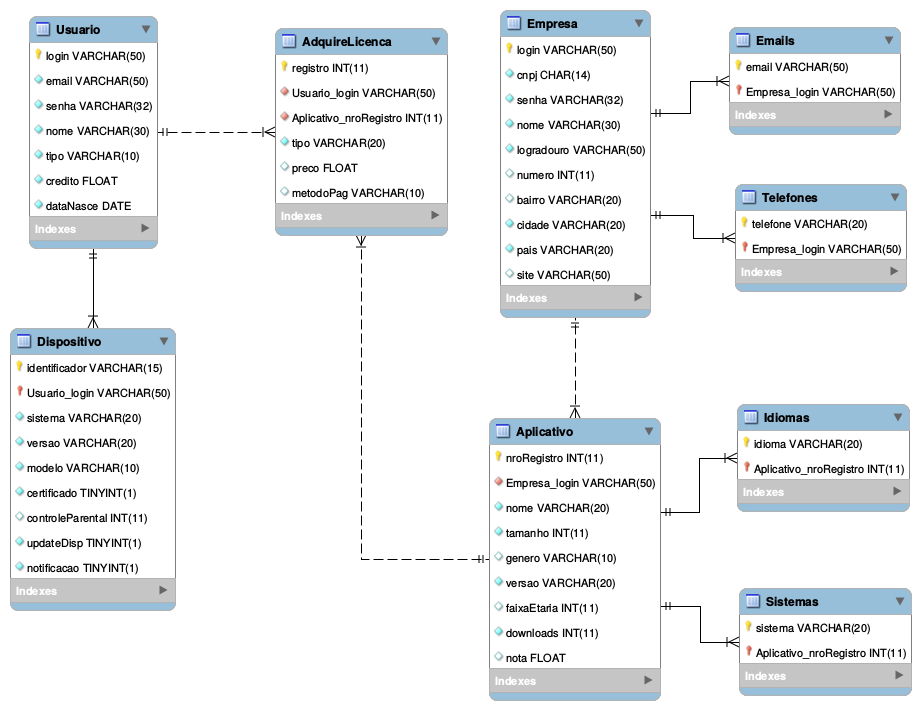 Usuario
login VARCHAR(50)
email VARCHAR(50)
senha VARCHAR(32)
nome VARCHAR(30)
tipo VARCHAR(10)
credito FLOAT
dataNasce DATE
Indexes
AdquireLicenca
registro INT(11)
Usuario_login VARCHAR(50)
Aplicativo_nroRegistro INT(11)
tipo VARCHAR(20)
preco FLOAT
metodoPag VARCHAR(10)
Indexes
Empresa
login VARCHAR(50)
cnpj CHAR(14)
senha VARCHAR(32)
nome VARCHAR(30)
logradouro VARCHAR(50)
numero INT(11)
bairro VARCHAR(20)
cidade VARCHAR(20)
pais VARCHAR(20)
site VARCHAR(50)
Indexes
Emails
email VARCHAR(50)
Empresa_login VARCHAR(50)
Indexes
Telefones
telefone VARCHAR(20)
Empresa_login VARCHAR(50)
Indexes
Dispositivo
identificador VARCHAR(15)
Usuario_login VARCHAR(50)
sistema VARCHAR(20)
versao VARCHAR(20)
modelo VARCHAR(10)
certificado TINYINT(1)
controleParental INT(11)
updateDisp TINYINT(1)
notificacao TINYINT(1)
Indexes
Aplicativo
nroRegistro INT(11)
Empresa_login VARCHAR(50)
nome VARCHAR(20)
tamanho INT(11)
genero VARCHAR(10)
versao VARCHAR(20)
faixaEtaria INT(11)
downloads INT(11)
nota FLOAT
Indexes
Idiomas
idioma VARCHAR(20)
Aplicativo_nroRegistro INT(11)
Indexes
Sistemas
sistema VARCHAR(20)
Aplicativo_nroRegistro INT(11)
Indexes